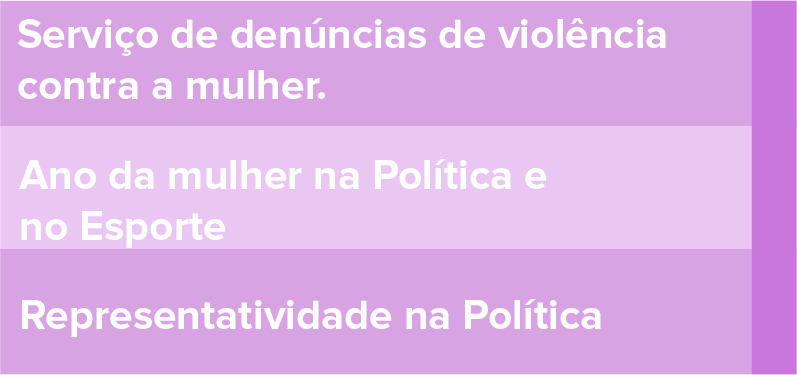 Serviço de denúncias de violência
contra a mulher.
Ano da mulher na Política e
no Esporte
Representatividade na Política